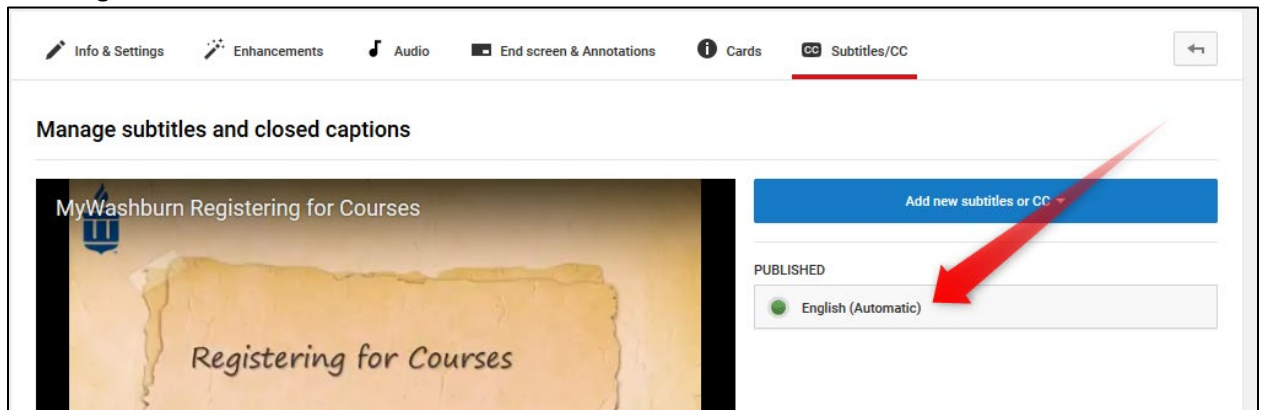 Info & Settings
Enhancements
Audio
End screen & Annotations
Cards
CC
Subtitles/CC
Manage subtitles and closed captions
MyWashburn Registering for Courses
Registering for Courses
Add new subtitles or CC
PUBLISHED
English (Automatic)